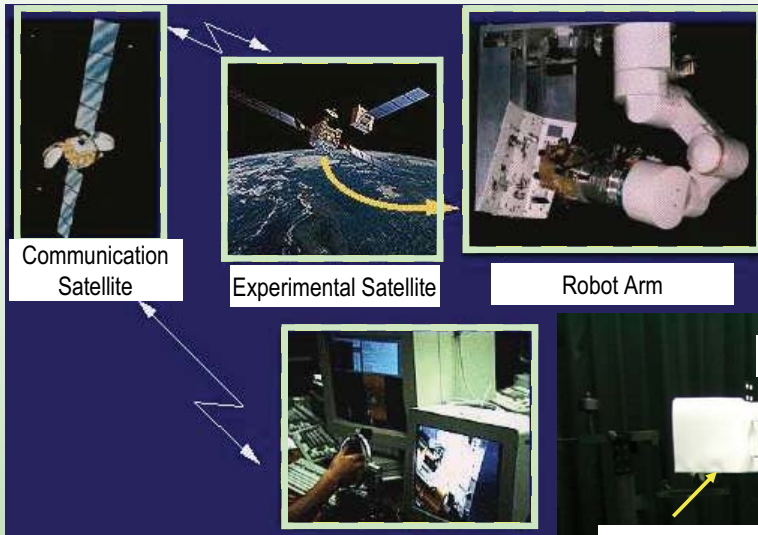 Communication
Satellite
Experimental Satellite
Robot Arm